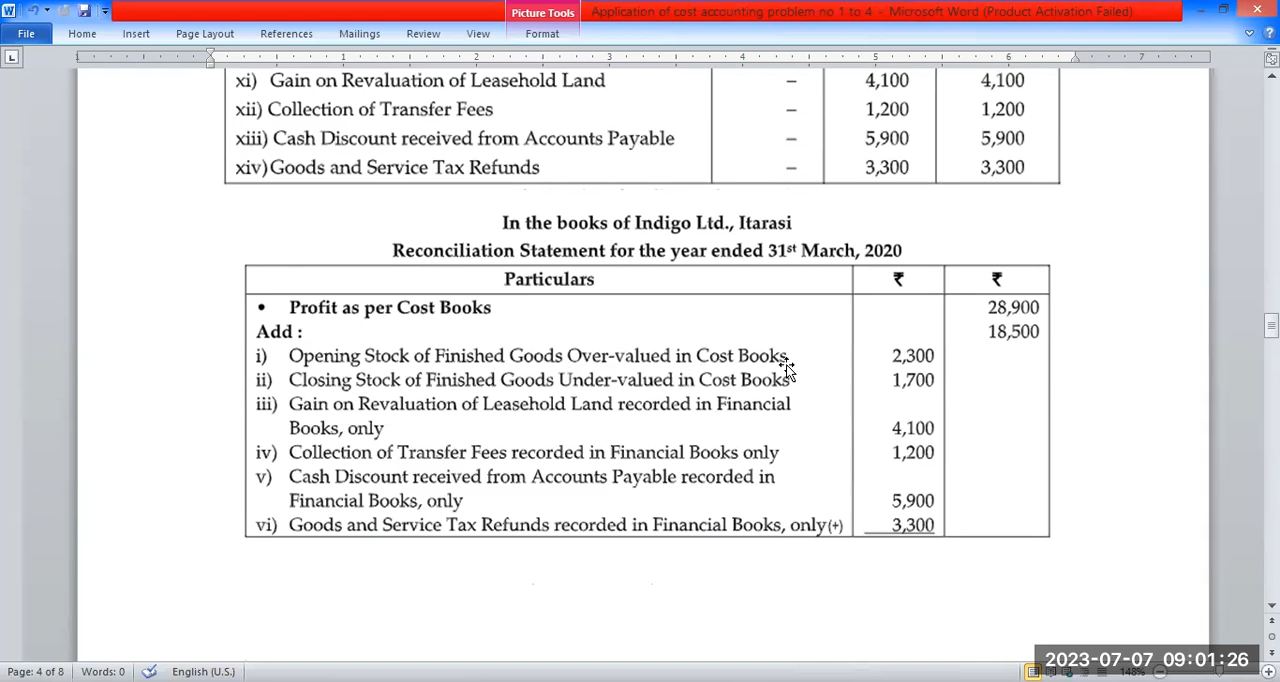 Picture Tools
Application of cost accounting problem no 1 to 4 - Microsoft Word (Product Activation Failed)
File Home Insert Page Layout References Mailings Review View Format
1 1 2 3 4 5 6 7
xi) Gain on Revaluation of Leasehold Land – 4,100 4,100
xii) Collection of Transfer Fees – 1,200 1,200
xiii) Cash Discount received from Accounts Payable – 5,900 5,900
xiv) Goods and Service Tax Refunds – 3,300 3,300
In the books of Indigo Ltd., Itarasi
Reconciliation Statement for the year ended 31st March, 2020
Particulars ₹ ₹
• Profit as per Cost Books 28,900
Add : 18,500
i) Opening Stock of Finished Goods Over-valued in Cost Books 2,300
ii) Closing Stock of Finished Goods Under-valued in Cost Books 1,700
iii) Gain on Revaluation of Leasehold Land recorded in Financial
Books, only 4,100
iv) Collection of Transfer Fees recorded in Financial Books only 1,200
v) Cash Discount received from Accounts Payable recorded in
Financial Books, only 5,900
vi) Goods and Service Tax Refunds recorded in Financial Books, only (+) 3,300
2023-07-07 09:01:26
Page: 4 of 8 Words: 0 English (U.S.) 148%